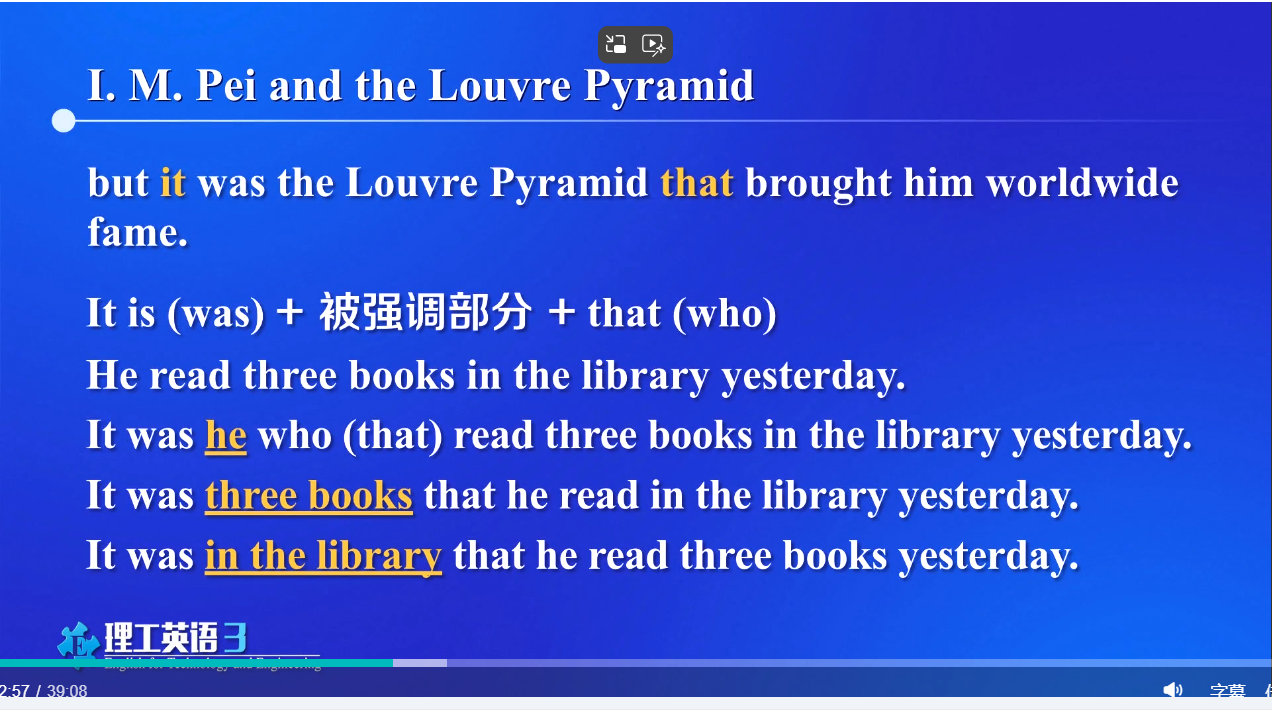 I. M. Pei and the Louvre Pyramid
but it was the Louvre Pyramid that brought him worldwide
fame.
It is (was) + 被强调部分 + that (who)
He read three books in the library yesterday.
It was he who (that) read three books in the library yesterday.
It was three books that he read in the library yesterday.
It was in the library that he read three books yesterday.
理工英语3
English for Technology and Engineering
2:57 / 39:08
字幕